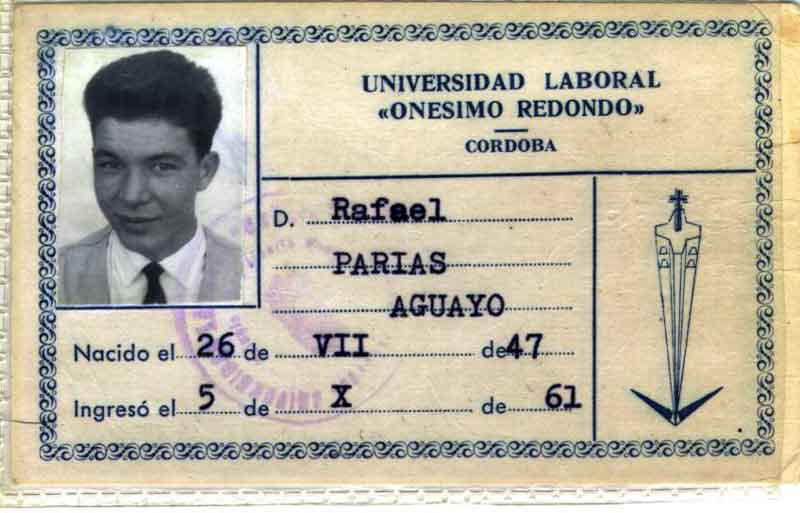 UNIVERSIDAD LABORAL
«ONESIMO REDONDO»
CORDOBA
D. Rafael
PARIAS
AGUAYO
Nacido el 26 de VII de 47
Ingresó el 5 de X de 61